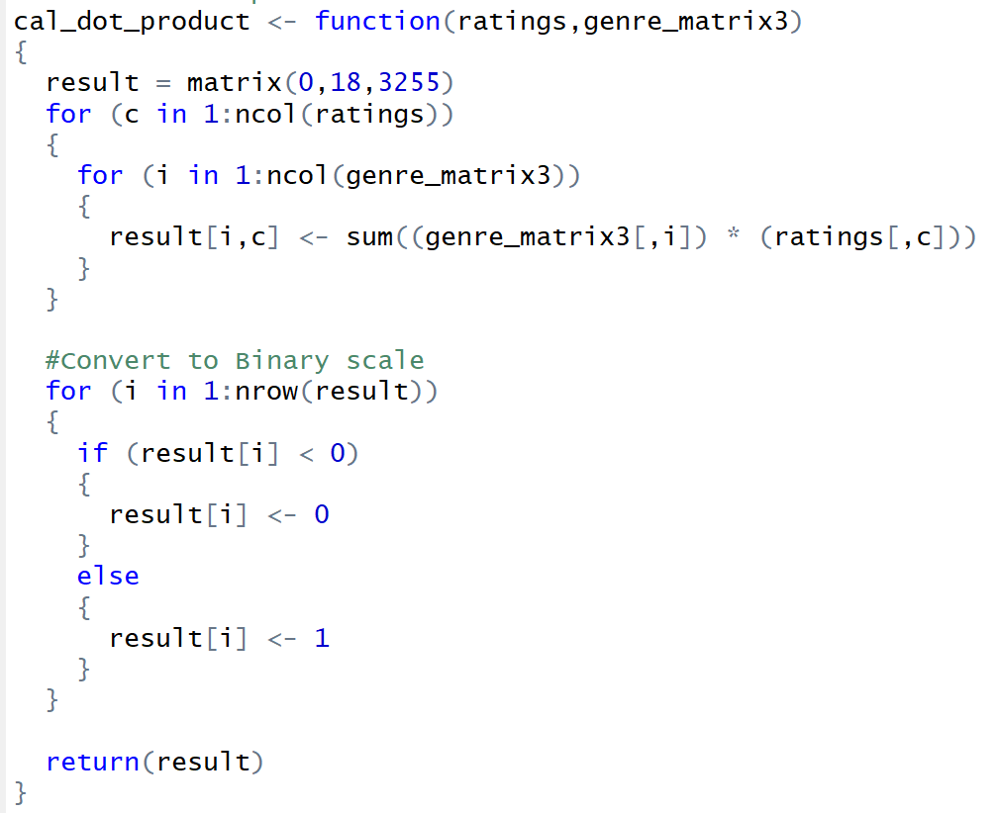 cal_dot_product <- function(ratings,genre_matrix3)
{
  result = matrix(0,18,3255)
  for (c in 1:ncol(ratings))
  {
    for (i in 1:ncol(genre_matrix3))
    {
      result[i,c] <- sum((genre_matrix3[,i]) * (ratings[,c]))
    }
  }

  #Convert to Binary scale
  for (i in 1:nrow(result))
  {
    if (result[i] < 0)
    {
      result[i] <- 0
    }
    else
    {
      result[i] <- 1
    }
  }

  return(result)
}